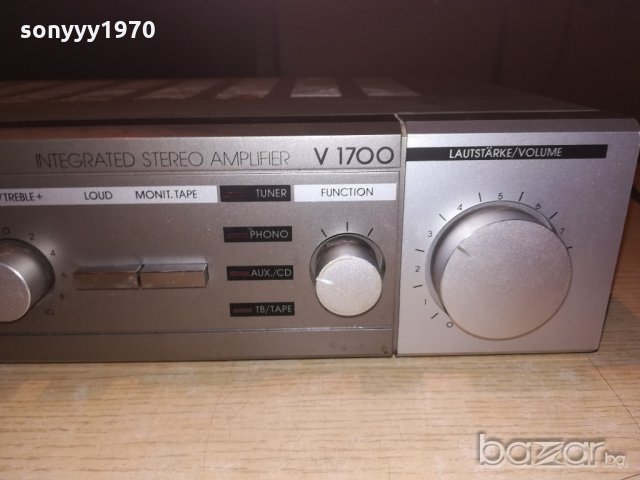 sonyyy1970
INTEGRATED STEREO AMPLIFIER V 1700
LAUTSTÄRKE/VOLUME
/TREBLE+ LOUD MONIT. TAPE TUNER FUNCTION
PHONO
AUX./CD
TB/TAPE
0 2 4 6 8 10
0 1 2 3 4 5 6 7
bazar.bg